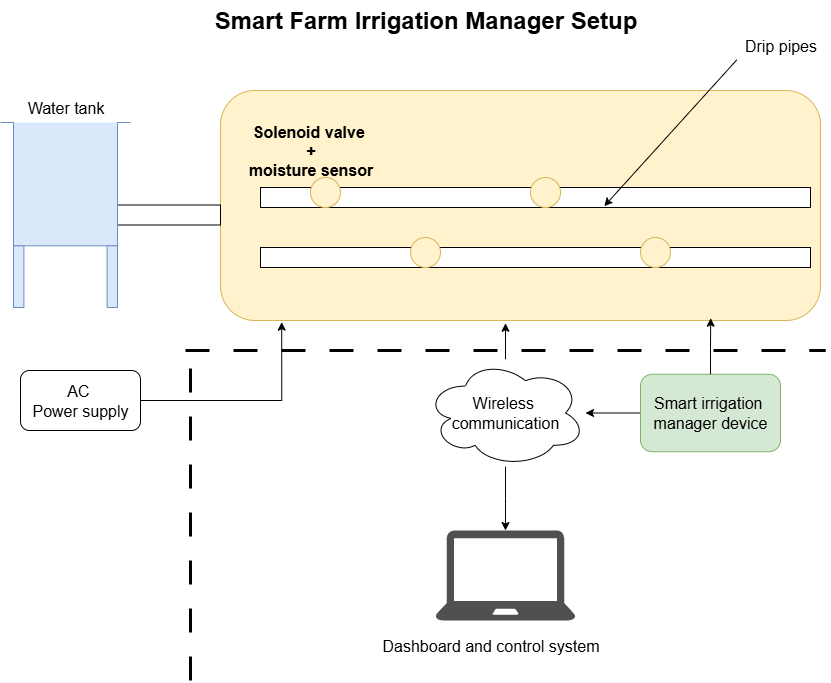 Smart Farm Irrigation Manager Setup
Drip pipes
Water tank
Solenoid valve
+
moisture sensor
AC
Power supply
Wireless
communication
Smart irrigation
manager device
Dashboard and control system